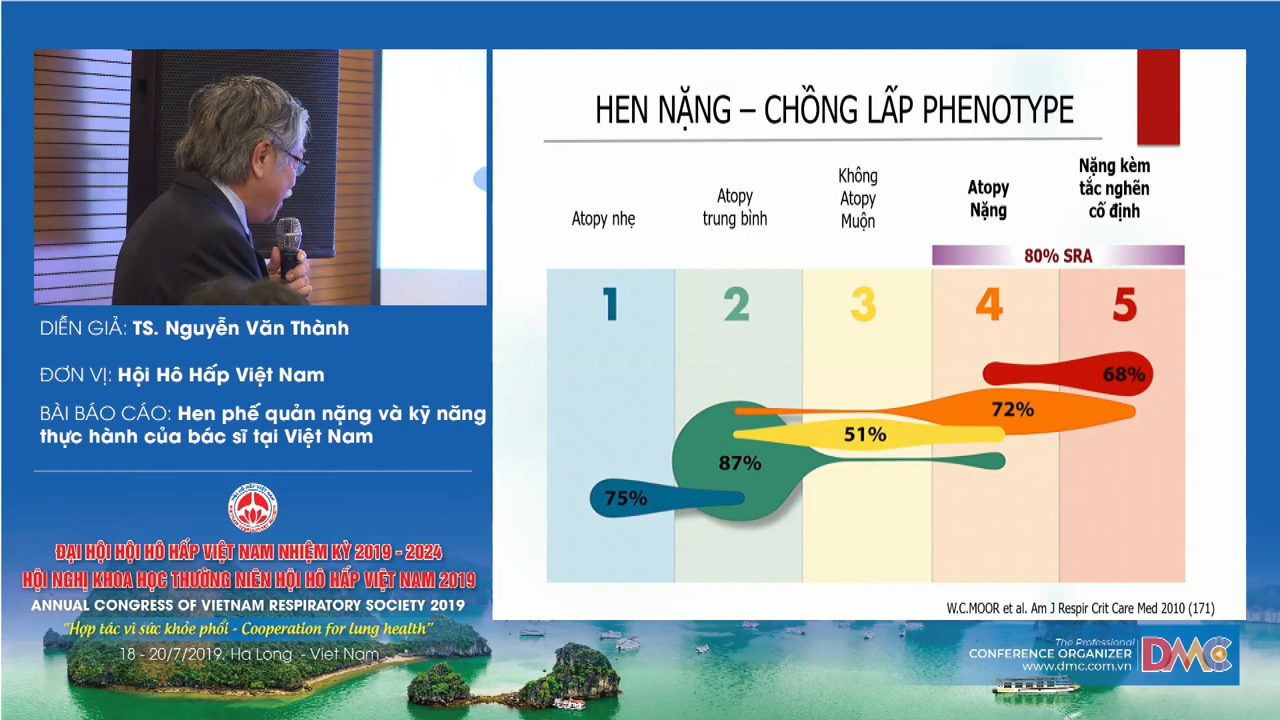 HEN NẶNG – CHỒNG LẤP PHENOTYPE
Atopy nhẹ
Atopy
trung bình
Không
Atopy
Muộn
Atopy
Nặng
Nặng kèm
tắc nghẽn
cố định
80% SRA
1
2
3
4
5
68%
72%
51%
87%
75%
W.C.MOOR et al. Am J Respir Crit Care Med 2010 (171)
DIỄN GIẢ: TS. Nguyễn Văn Thành
ĐƠN VỊ: Hội Hô Hấp Việt Nam
BÀI BÁO CÁO: Hen phế quản nặng và kỹ năng
thực hành của bác sĩ tại Việt Nam
ĐẠI HỘI HỘI HÔ HẤP VIỆT NAM NHIỆM KỲ 2019 - 2024
HỘI NGHỊ KHOA HỌC THƯỜNG NIÊN HỘI HÔ HẤP VIỆT NAM 2019
ANNUAL CONGRESS OF VIETNAM RESPIRATORY SOCIETY 2019
“Hợp tác vì sức khỏe phổi - Cooperation for lung health”
18 - 20/7/2019. Ha Long - Viet Nam
The Professional
CONFERENCE ORGANIZER
www.dmc.com.vn
DMC